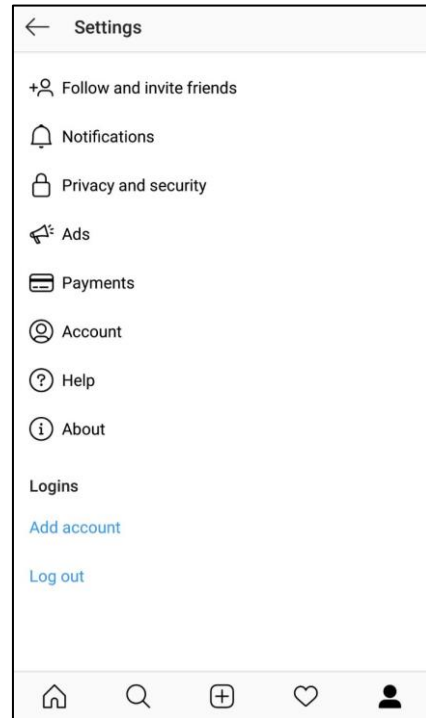 Settings
Follow and invite friends
Notifications
Privacy and security
Ads
Payments
Account
Help
About
Logins
Add account
Log out